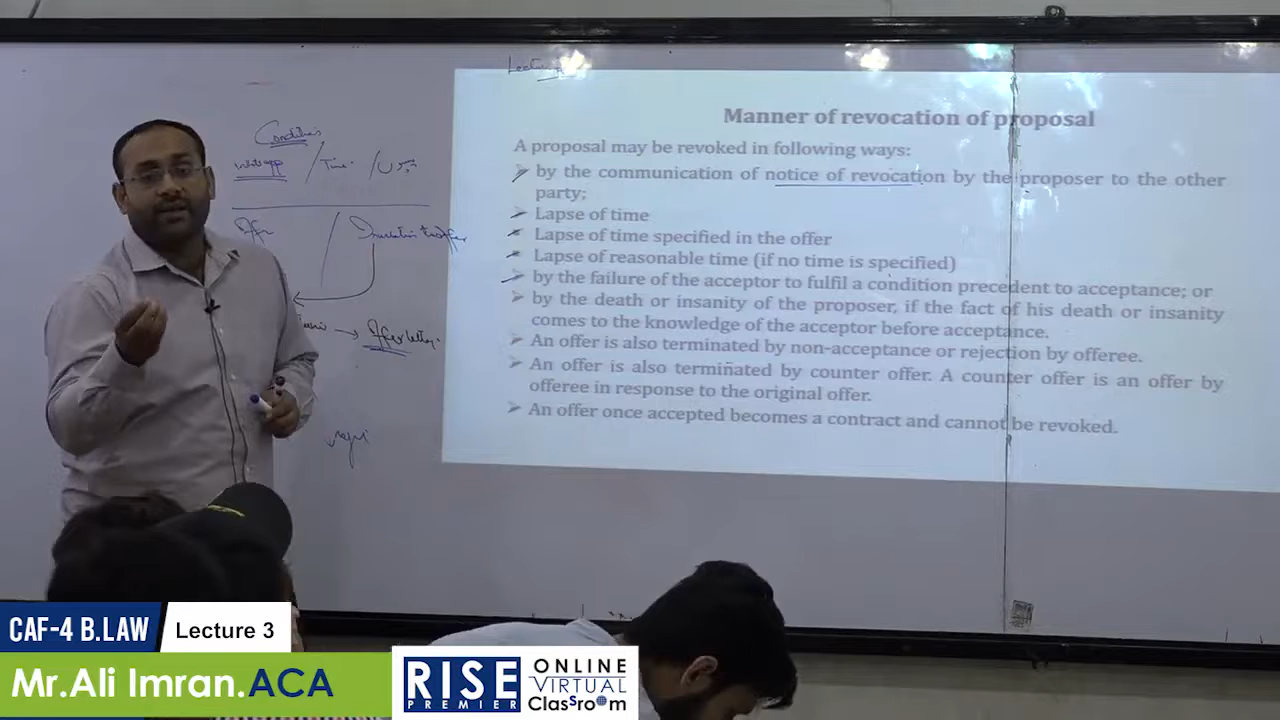 Lecture
Conditions
Whatsapp / Time /
Offer / Invitation to offer
Offer letter.
Manner of revocation of proposal
A proposal may be revoked in following ways:
➢ by the communication of notice of revocation by the proposer to the other
party;
➢ Lapse of time
➢ Lapse of time specified in the offer
➢ Lapse of reasonable time (if no time is specified)
➢ by the failure of the acceptor to fulfil a condition precedent to acceptance; or
➢ by the death or insanity of the proposer, if the fact of his death or insanity
comes to the knowledge of the acceptor before acceptance.
➢ An offer is also terminated by non-acceptance or rejection by offeree.
➢ An offer is also terminated by counter offer. A counter offer is an offer by
offeree in response to the original offer.
➢ An offer once accepted becomes a contract and cannot be revoked.
CAF-4 B.LAW Lecture 3
Mr.Ali Imran.ACA
RISE
PREMIER
ONLINE
VIRTUAL
Classroom